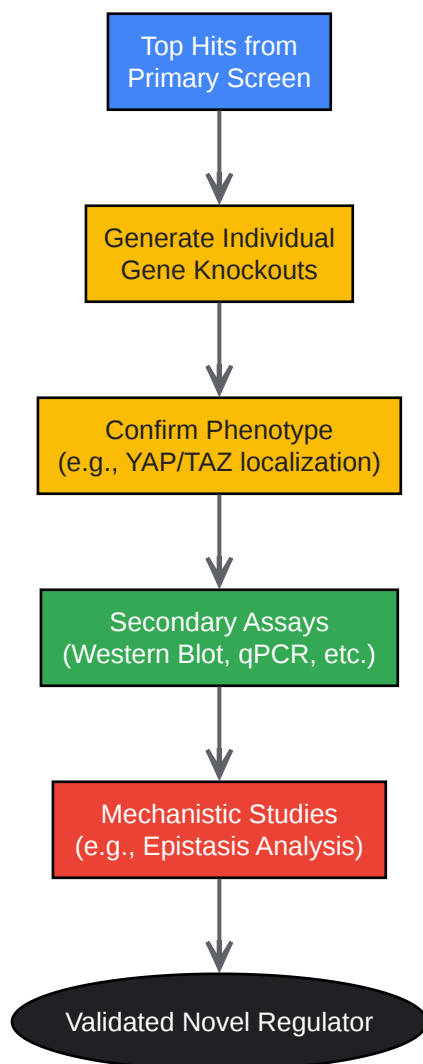 Top Hits from
Primary Screen
Generate Individual
Gene Knockouts
Confirm Phenotype
(e.g., YAP/TAZ localization)
Secondary Assays
(Western Blot, qPCR, etc.)
Mechanistic Studies
(e.g., Epistasis Analysis)
Validated Novel Regulator